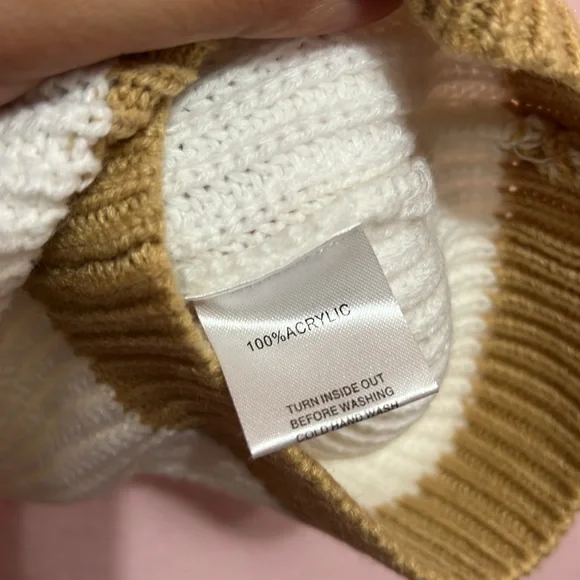 100%ACRYLIC
TURN INSIDE OUT
BEFORE WASHING
COLD HAND WASH